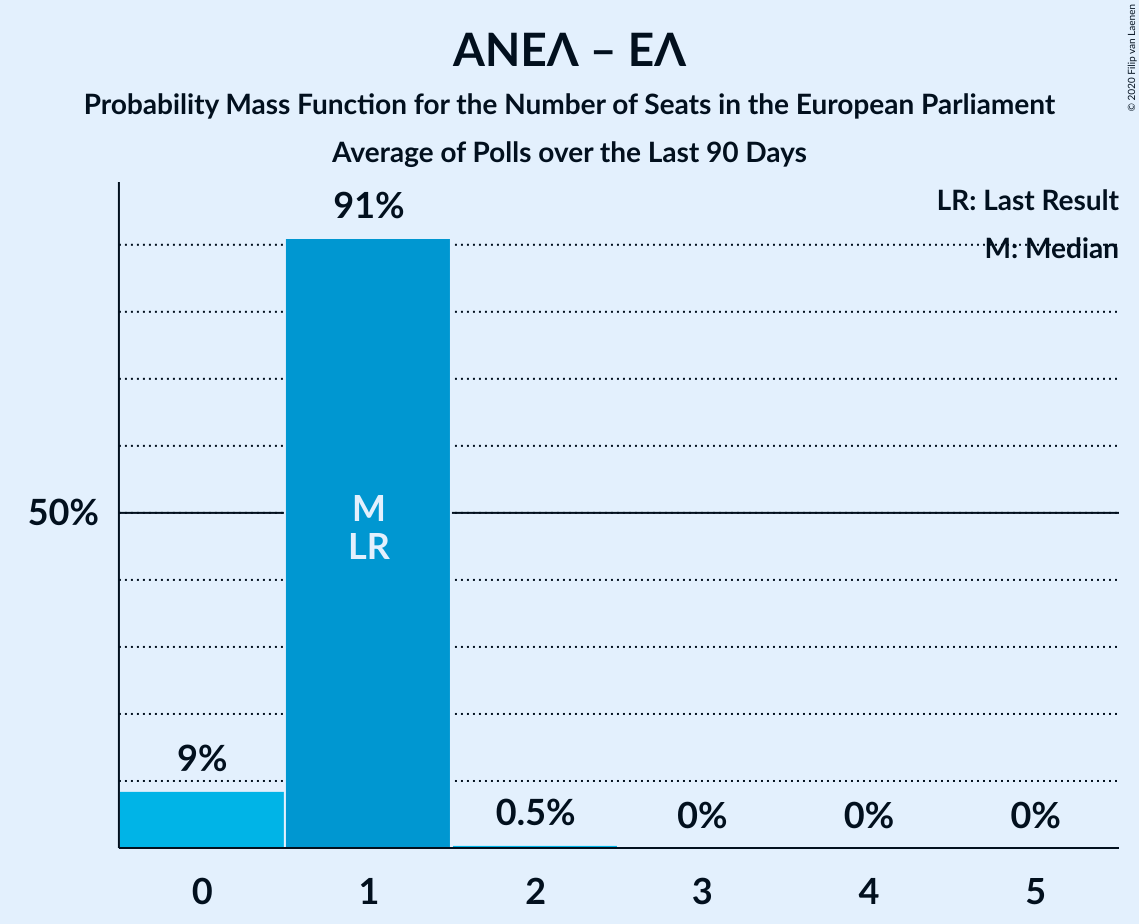 ΑΝΕΛ – ΕΛ
Probability Mass Function for the Number of Seats in the European Parliament
Average of Polls over the Last 90 Days
© 2020 Filip van Laenen
LR: Last Result
M: Median
91%
50%
M
LR
9%
0.5%
0%
0%
0%
0
1
2
3
4
5